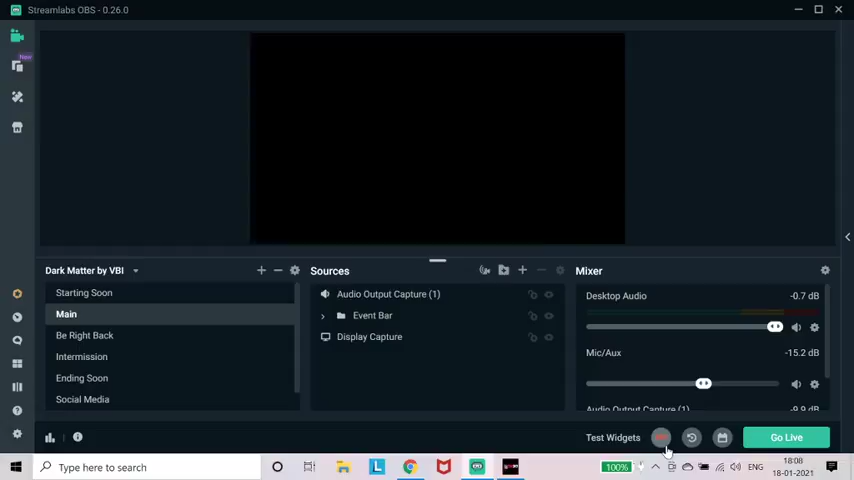 Streamlabs OBS - 0.26.0
New
Dark Matter by VBI
Starting Soon
Main
Be Right Back
Intermission
Ending Soon
Social Media
Sources
Audio Output Capture (1)
Event Bar
Display Capture
Mixer
Desktop Audio -0.7 dB
Mic/Aux -15.2 dB
Audio Output Capture (1) -9.9 dB
Test Widgets
Go Live
Type here to search
L
100%
ENG
18:08
18-01-2021